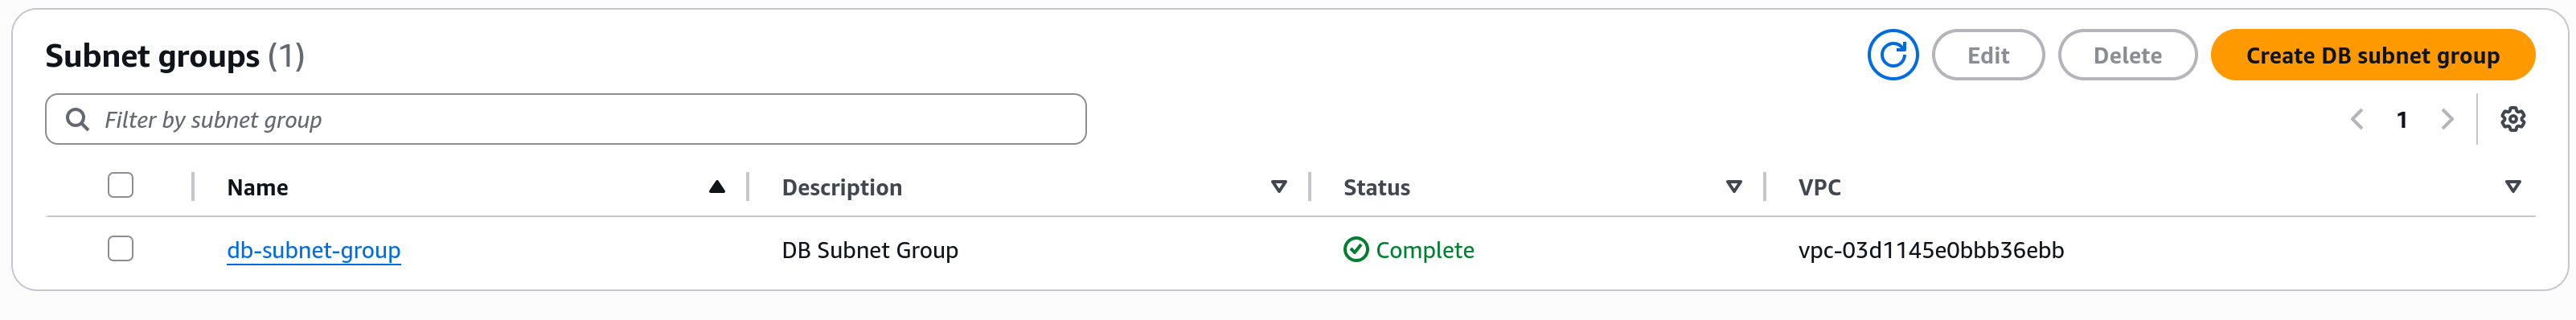 Subnet groups (1)
Edit
Delete
Create DB subnet group
Filter by subnet group
1
Name Description Status VPC
db-subnet-group DB Subnet Group Complete vpc-03d1145e0bbb36ebb